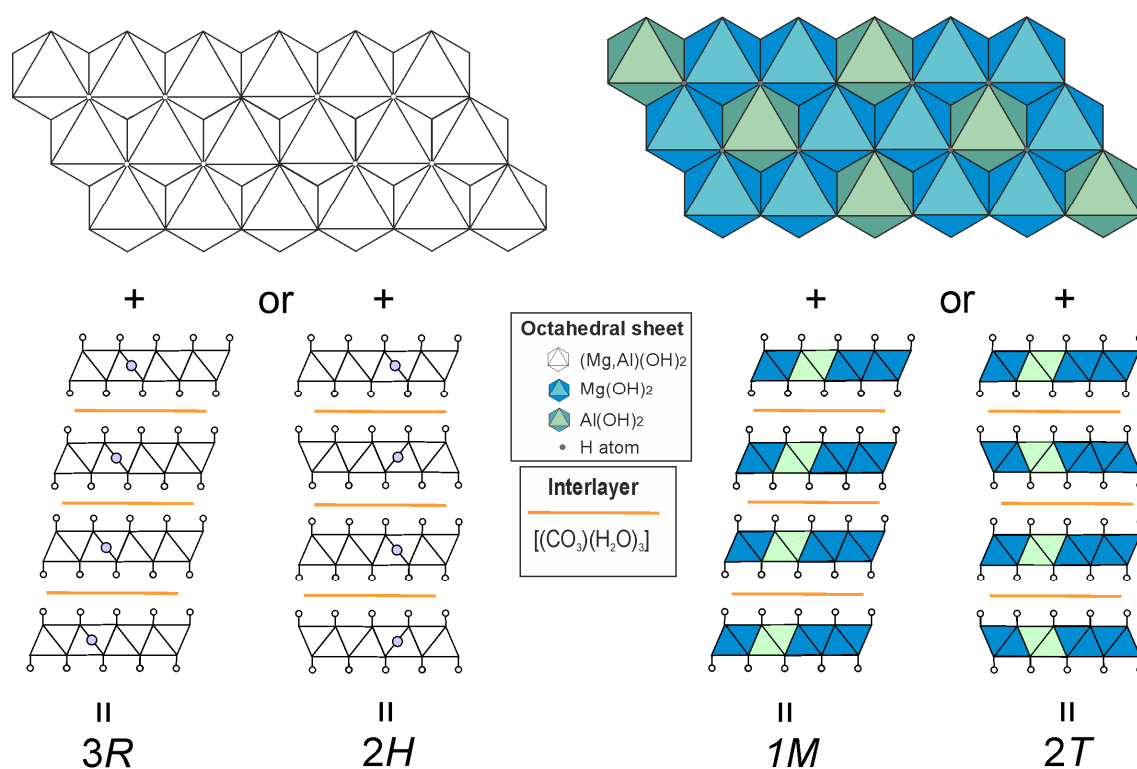 + or +
+ or +
Octahedral sheet
(Mg,Al)(OH)₂
Mg(OH)₂
Al(OH)₂
H atom
Interlayer
[(CO₃)(H₂O)₃]
= = = =
3R 2H 1M 2T